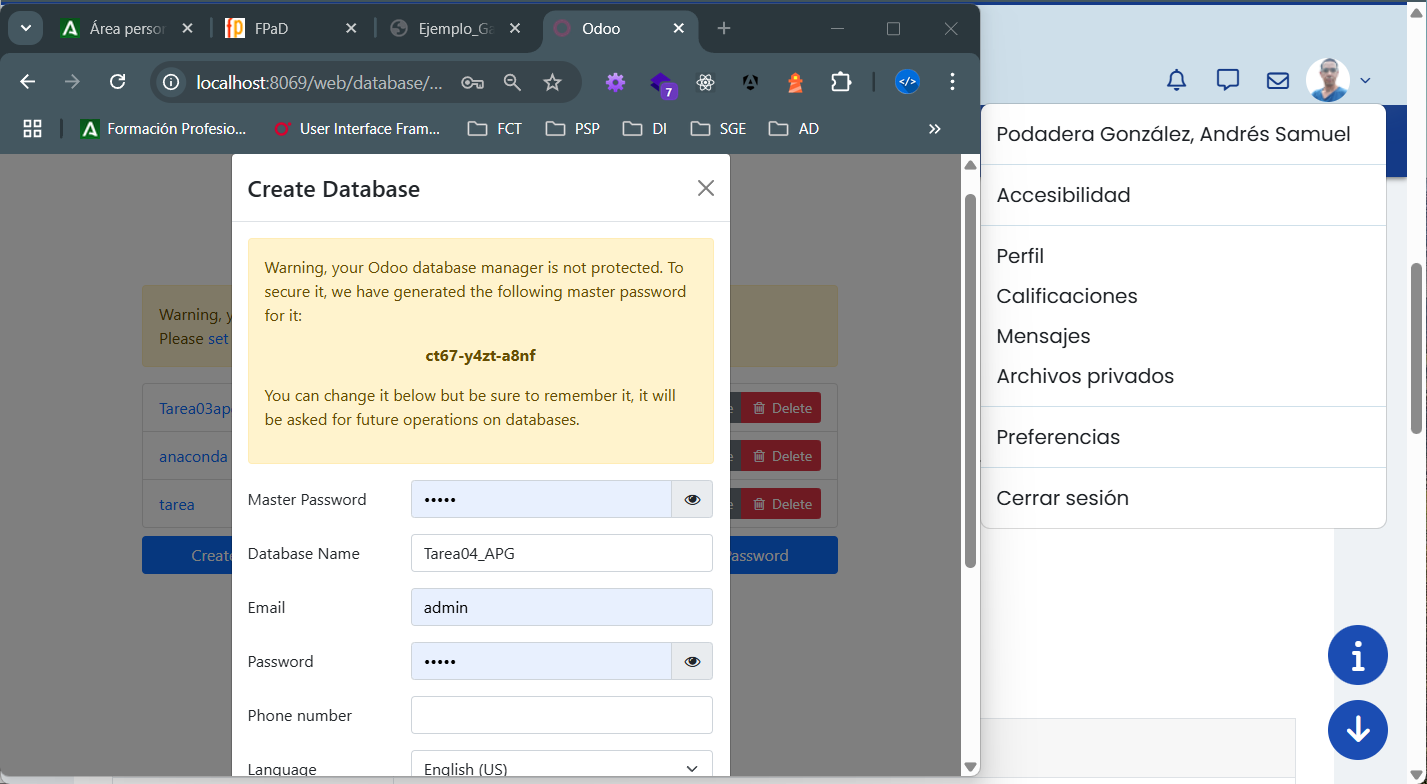 Área person
FPaD
Ejemplo_Ga
Odoo
localhost:8069/web/database/...
7
Formación Profesio...
User Interface Fram...
FCT
PSP
DI
SGE
AD
Create Database
Warning, your Odoo database manager is not protected. To
secure it, we have generated the following master password
for it:
ct67-y4zt-a8nf
You can change it below but be sure to remember it, it will
be asked for future operations on databases.
Master Password
•••••
Database Name
Tarea04_APG
Email
admin
Password
•••••
Phone number
Language
English (US)
Warning, y
Please set
Tarea03ap
anaconda
tarea
Create
e Delete
e Delete
e Delete
assword
Podadera González, Andrés Samuel
Accesibilidad
Perfil
Calificaciones
Mensajes
Archivos privados
Preferencias
Cerrar sesión